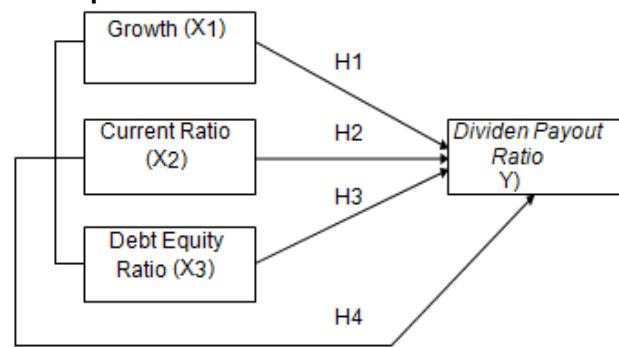 Growth (X1)
H1
Current Ratio
(X2)
H2
Dividen Payout
Ratio
Y)
H3
Debt Equity
Ratio (X3)
H4